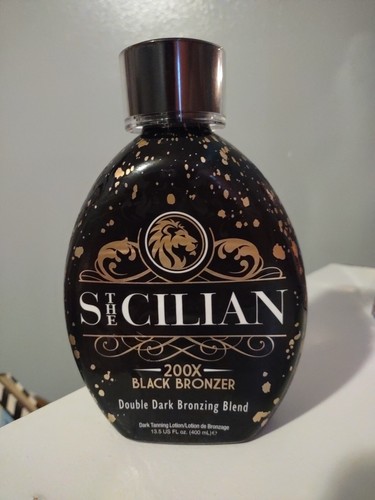 THE SICILIAN
200X
BLACK BRONZER
Double Dark Bronzing Blend
Dark Tanning Lotion/Lotion de Bronzage
13.5 US FL oz. (400 mL) ℮